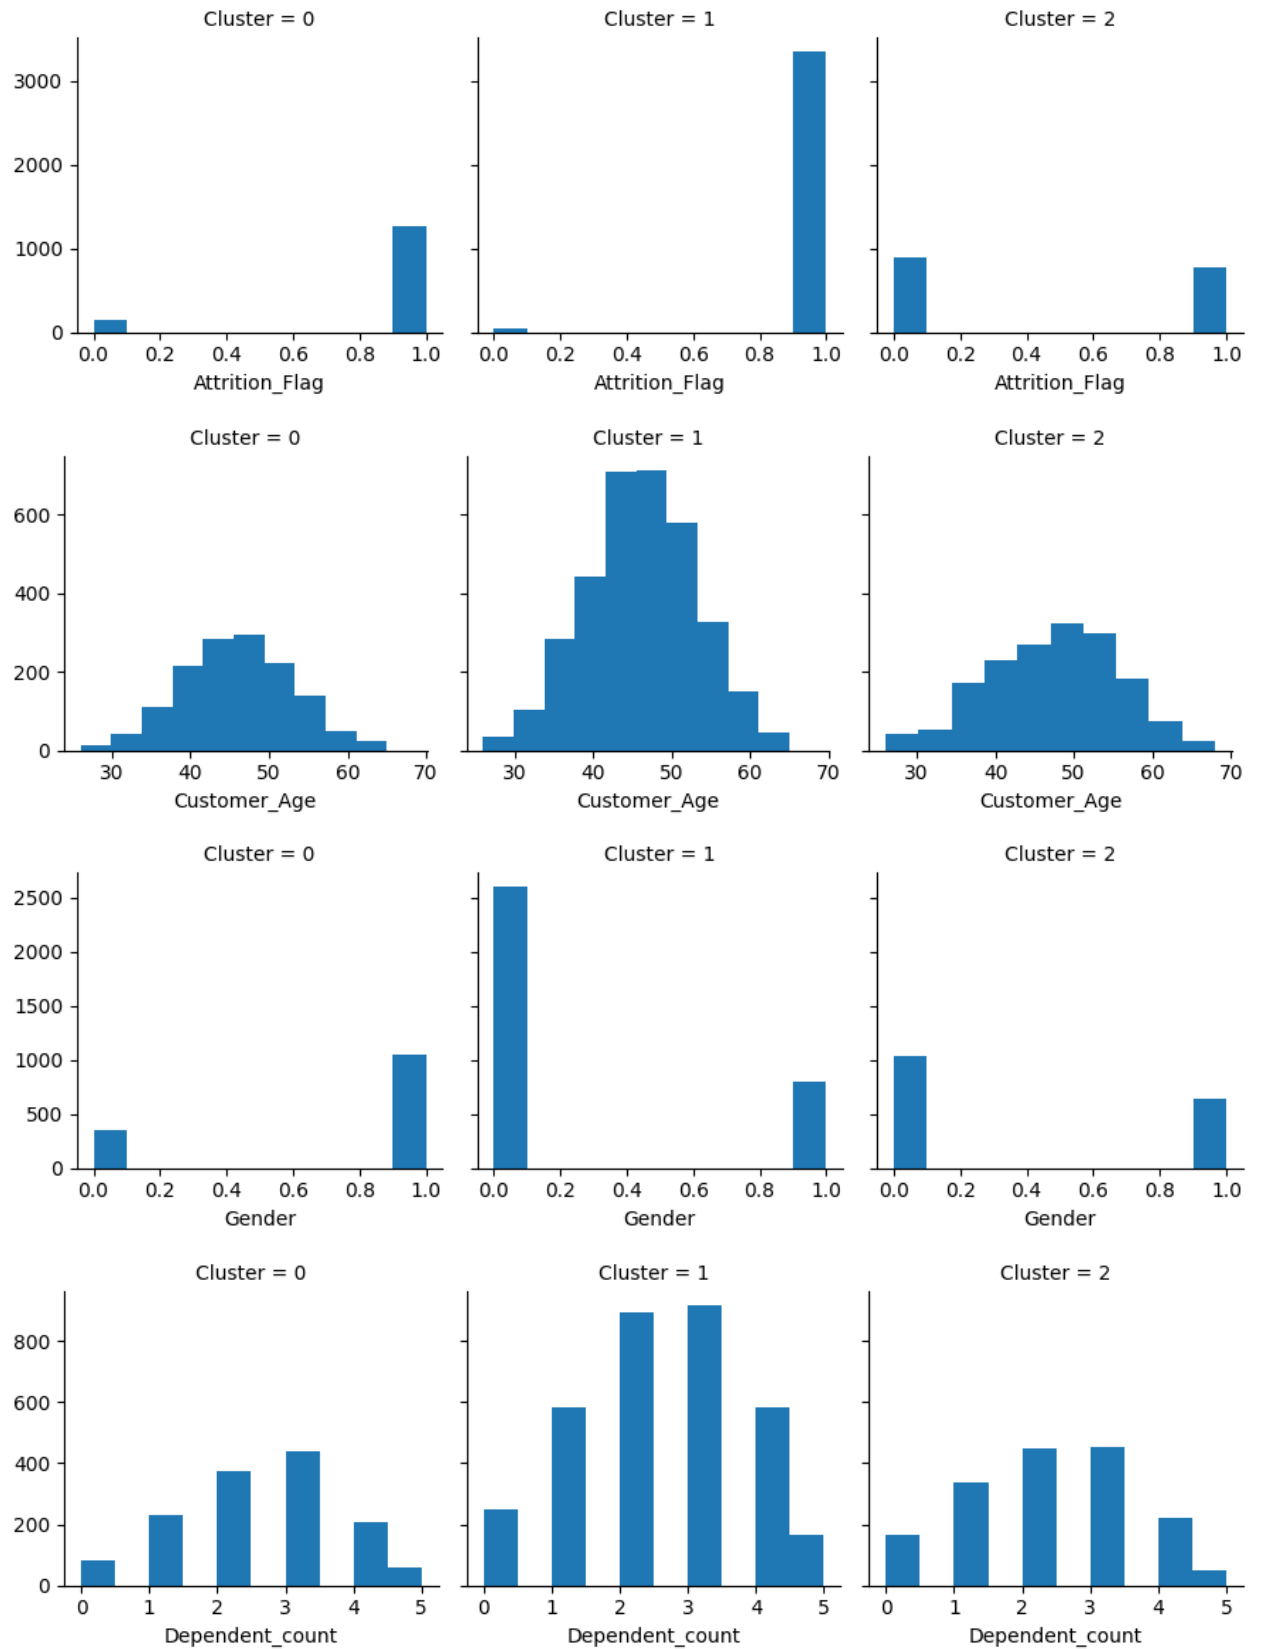 Cluster = 0 Cluster = 1 Cluster = 2
3000
2000
1000
0
0.0 0.2 0.4 0.6 0.8 1.0 0.0 0.2 0.4 0.6 0.8 1.0 0.0 0.2 0.4 0.6 0.8 1.0
Attrition_Flag Attrition_Flag Attrition_Flag
Cluster = 0 Cluster = 1 Cluster = 2
600
400
200
0
30 40 50 60 70 30 40 50 60 70 30 40 50 60 70
Customer_Age Customer_Age Customer_Age
Cluster = 0 Cluster = 1 Cluster = 2
2500
2000
1500
1000
500
0
0.0 0.2 0.4 0.6 0.8 1.0 0.0 0.2 0.4 0.6 0.8 1.0 0.0 0.2 0.4 0.6 0.8 1.0
Gender Gender Gender
Cluster = 0 Cluster = 1 Cluster = 2
800
600
400
200
0
0 1 2 3 4 5 0 1 2 3 4 5 0 1 2 3 4 5
Dependent_count Dependent_count Dependent_count